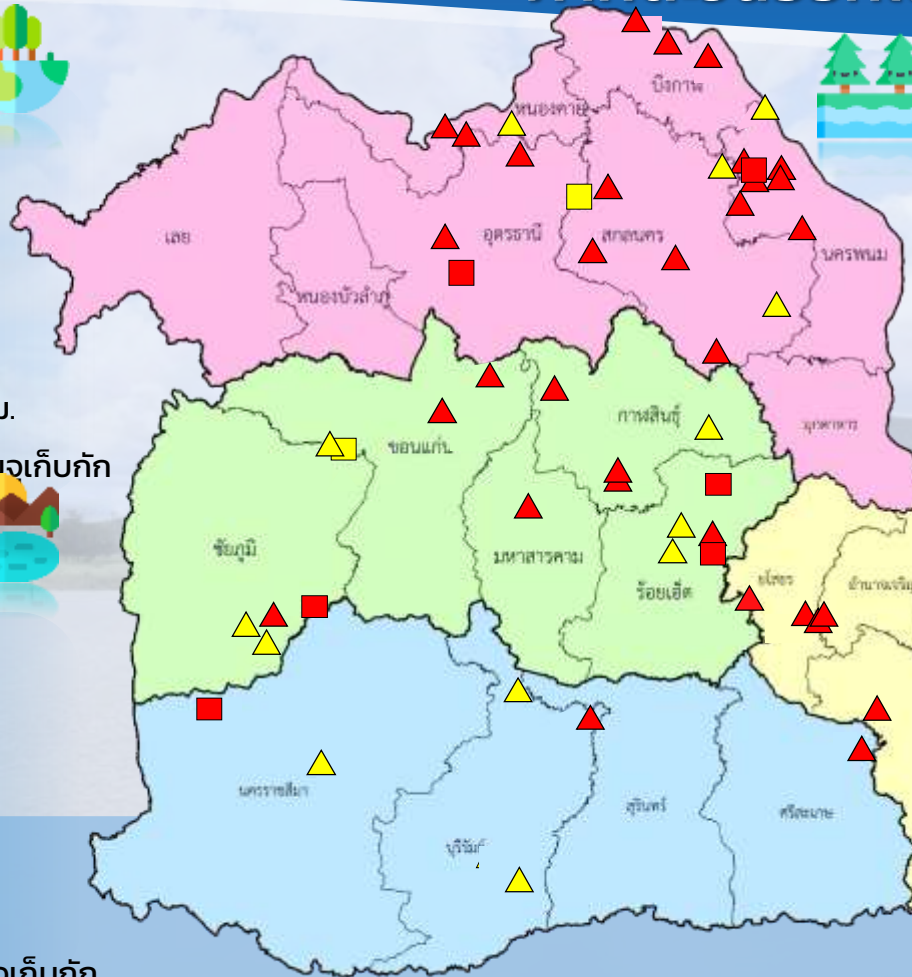 บึงกาฬ
หนองคาย
เลย
อุดรธานี
สกลนคร
นครพนม
หนองบัวลำภู
ม.
กาฬสินธุ์
มุกดาหาร
ขอนแก่น
จุเก็บกัก
ชัยภูมิ
มหาสารคาม
ยโสธร
อำนาจเจริญ
ร้อยเอ็ด
นครราชสีมา
สุรินทร์
ศรีสะเกษ
บุรีรัมย์